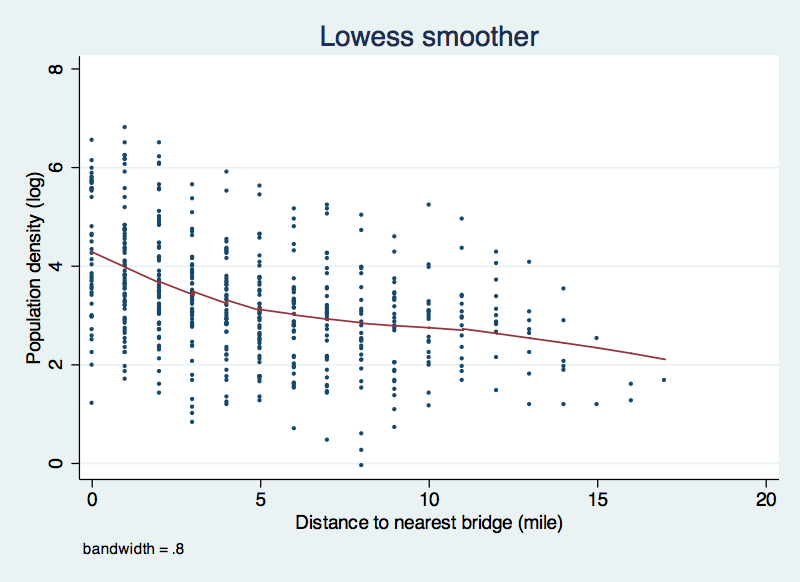 Lowess smoother
Population density (log)
8
6
4
2
0
0 5 10 15 20
Distance to nearest bridge (mile)
bandwidth = .8